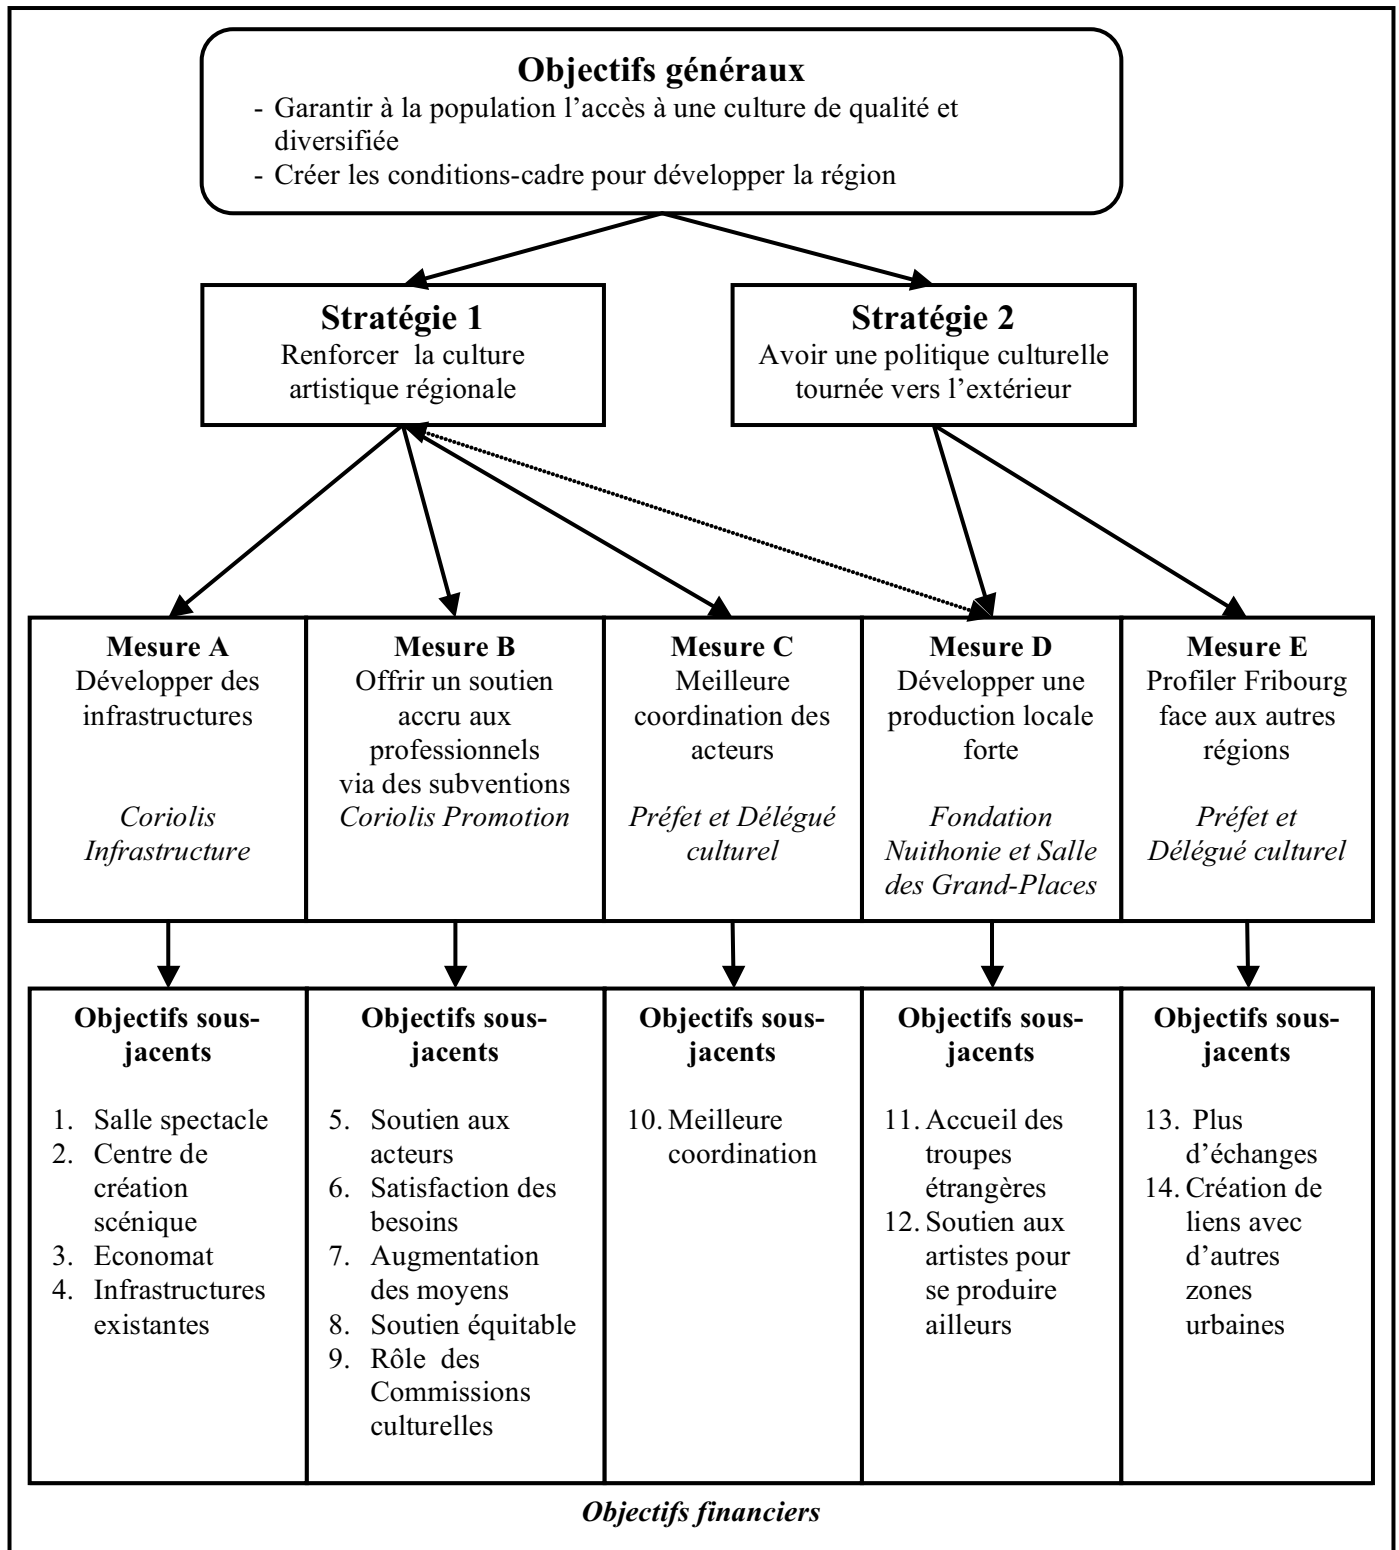 Objectifs généraux
- Garantir à la population l’accès à une culture de qualité et
diversifiée
- Créer les conditions-cadre pour développer la région
Stratégie 1
Renforcer la culture
artistique régionale
Stratégie 2
Avoir une politique culturelle
tournée vers l’extérieur
Mesure A
Développer des
infrastructures
Coriolis
Infrastructure
Mesure B
Offrir un soutien
accru aux
professionnels
via des subventions
Coriolis Promotion
Mesure C
Meilleure
coordination des
acteurs
Préfet et Délégué
culturel
Mesure D
Développer une
production locale
forte
Fondation
Nuithonie et Salle
des Grand-Places
Mesure E
Profiler Fribourg
face aux autres
régions
Préfet et
Délégué culturel
Objectifs sous-
jacents
1. Salle spectacle
2. Centre de
création
scénique
3. Economat
4. Infrastructures
existantes
Objectifs sous-
jacents
5. Soutien aux
acteurs
6. Satisfaction des
besoins
7. Augmentation
des moyens
8. Soutien équitable
9. Rôle des
Commissions
culturelles
Objectifs sous-
jacents
10. Meilleure
coordination
Objectifs sous-
jacents
11. Accueil des
troupes
étrangères
12. Soutien aux
artistes pour
se produire
ailleurs
Objectifs sous-
jacents
13. Plus
d’échanges
14. Création de
liens avec
d’autres
zones
urbaines
Objectifs financiers